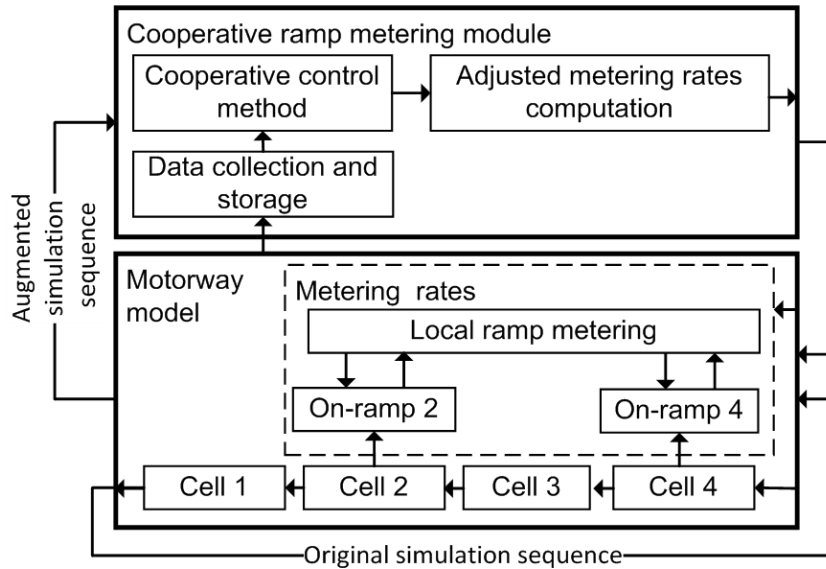 Cooperative ramp metering module
Cooperative control
method
Adjusted metering rates
computation
Data collection and
storage
Augmented
simulation
sequence
Motorway
model
Metering rates
Local ramp metering
On-ramp 2
On-ramp 4
Cell 1
Cell 2
Cell 3
Cell 4
Original simulation sequence